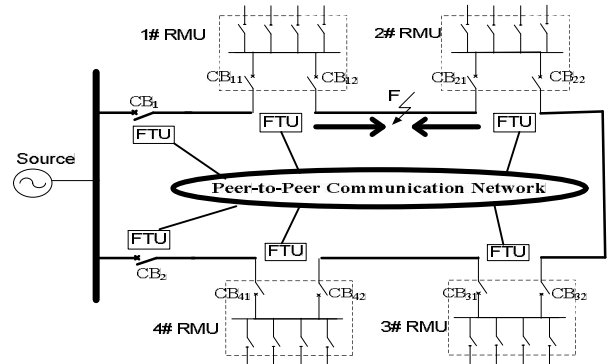 1# RMU
2# RMU
CB11
CB12
CB21
CB22
CB1
F
FTU
FTU
FTU
Source
Peer-to-Peer Communication Network
FTU
FTU
FTU
CB2
CB41
CB42
CB31
CB32
4# RMU
3# RMU